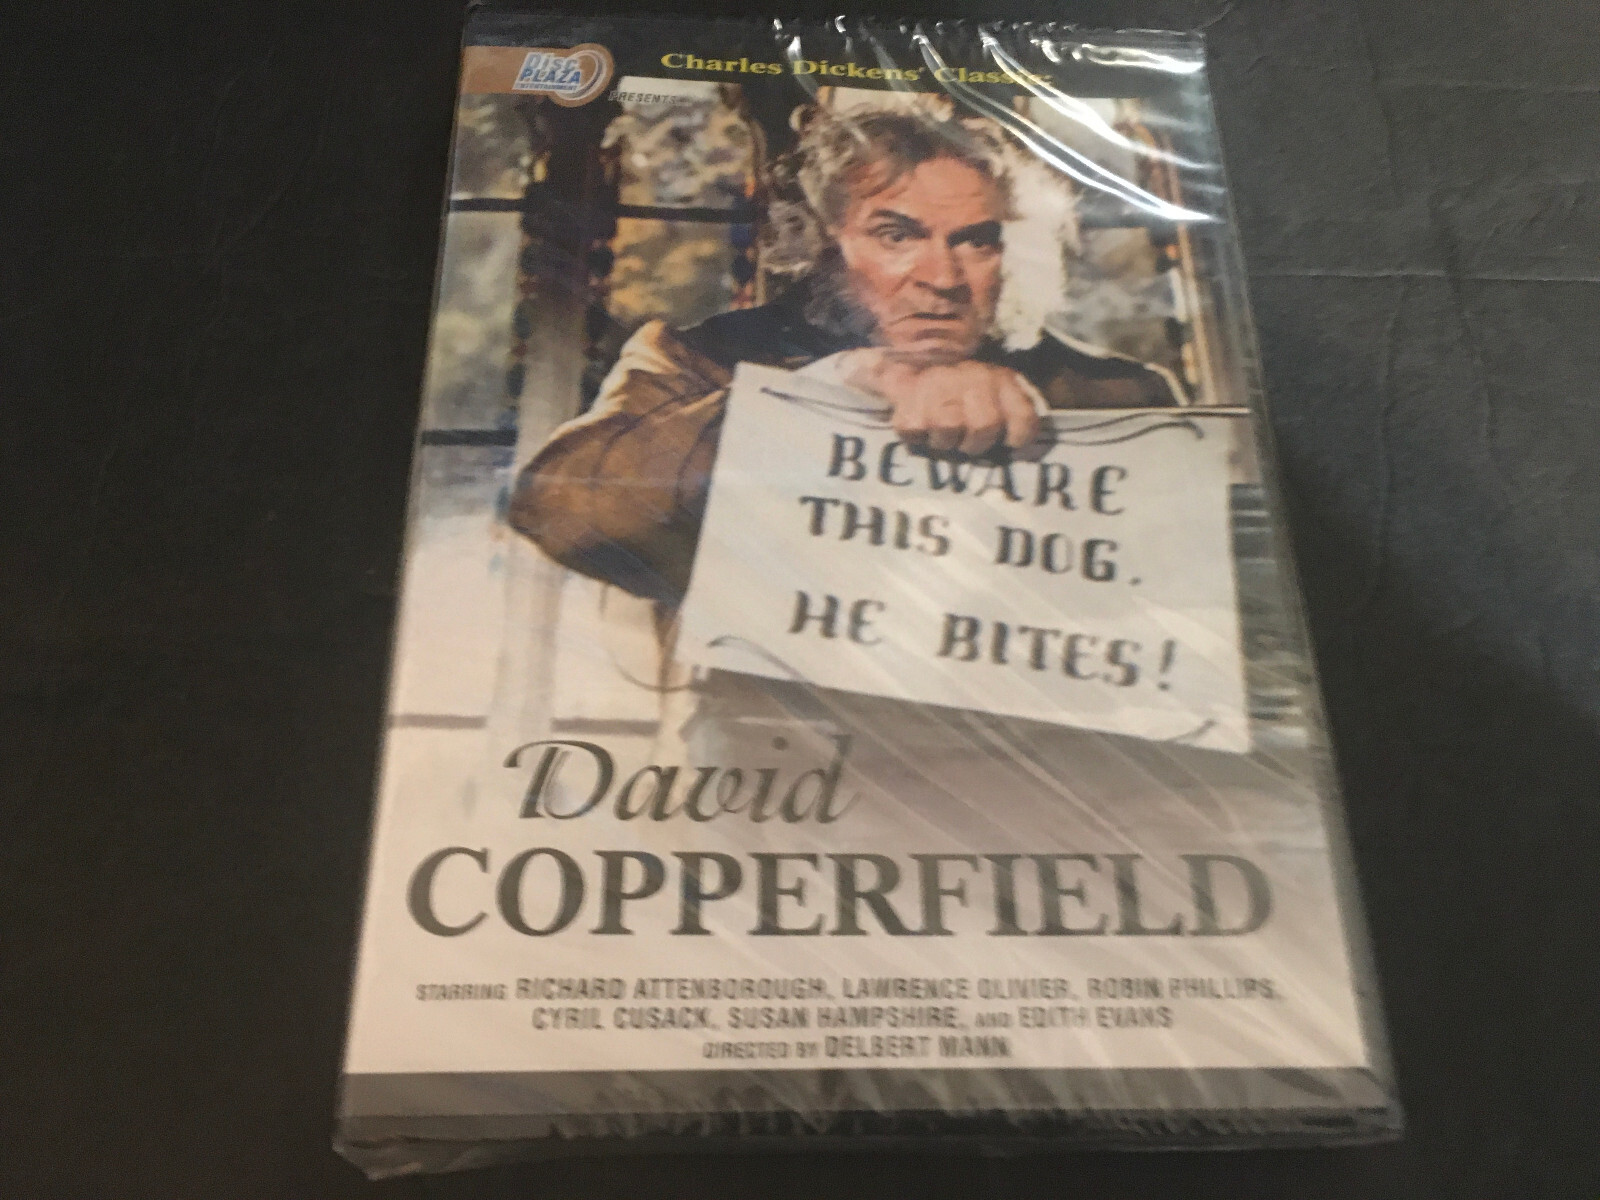 Disc
PLAZA
ENTERTAINMENT
PRESENTS
Charles Dickens' Classic:
BEWARE
THIS DOG.
HE BITES!
David
COPPERFIELD
STARRING RICHARD ATTENBOROUGH, LAWRENCE OLIVIER, ROBIN PHILLIPS,
CYRIL CUSACK, SUSAN HAMPSHIRE, AND EDITH EVANS
DIRECTED BY DELBERT MANN